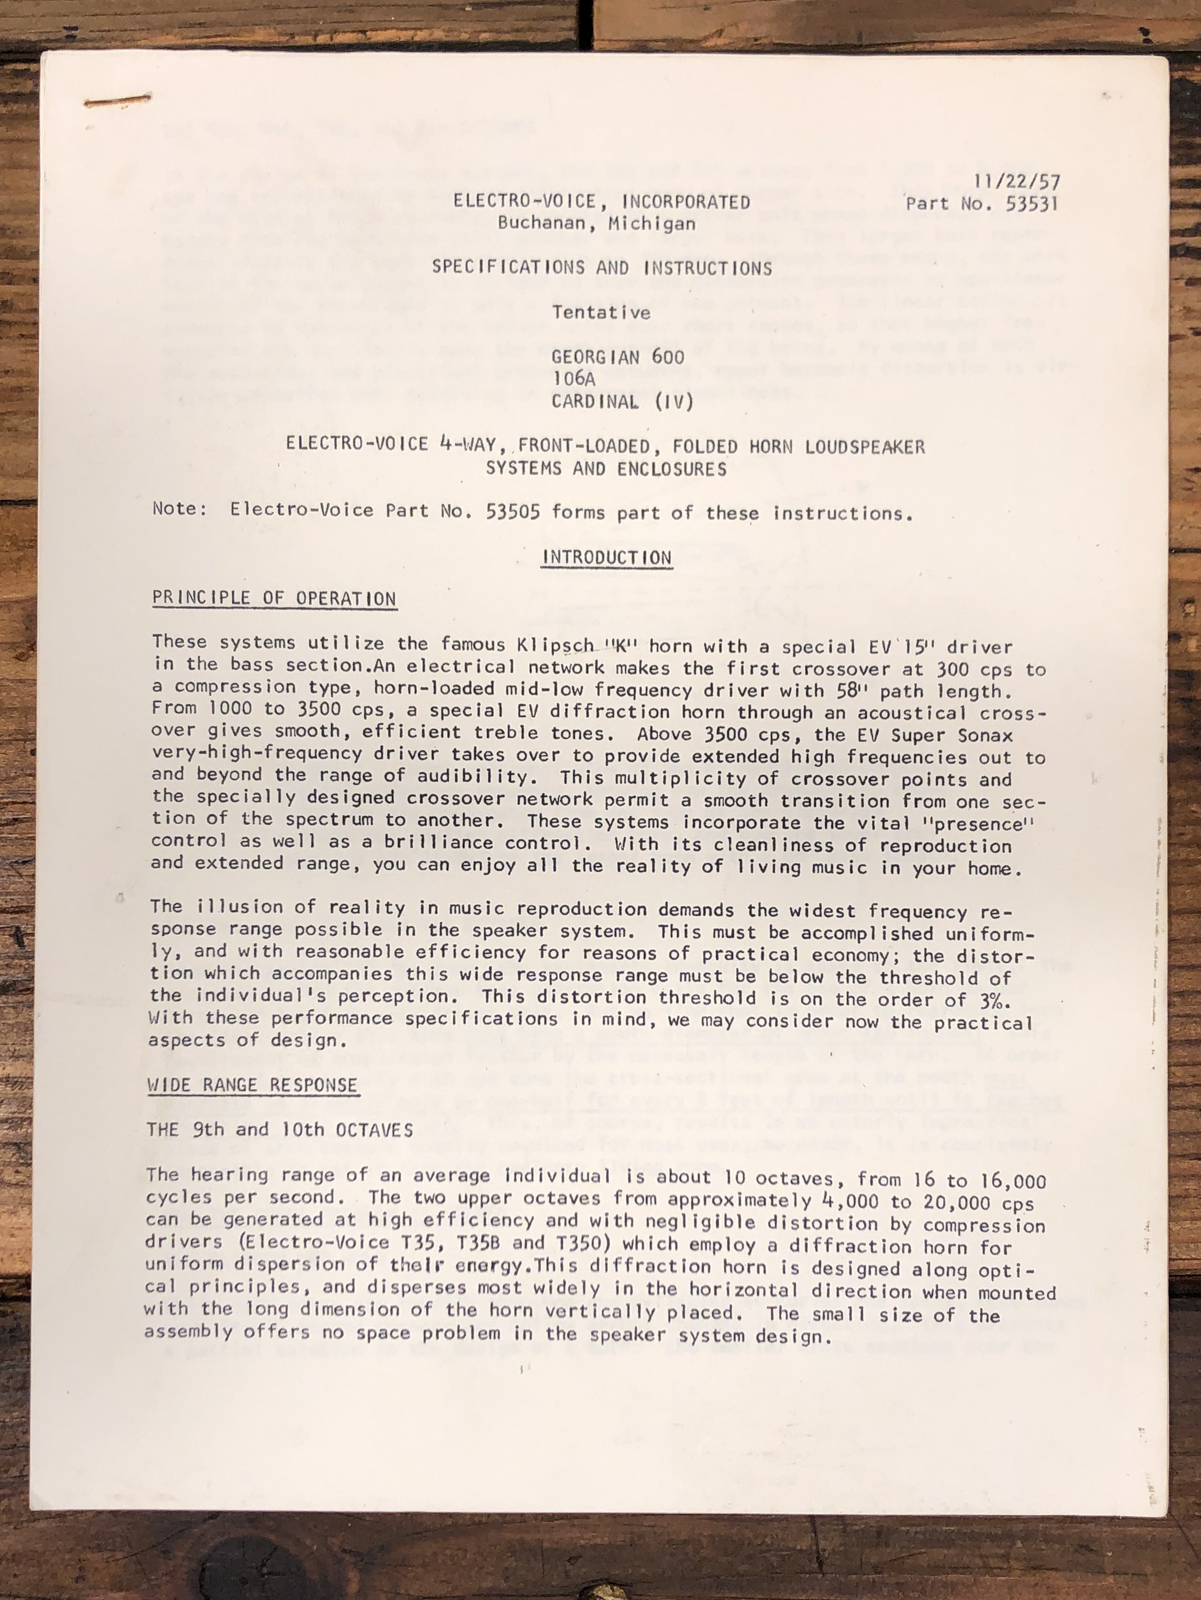 11/22/57
ELECTRO-VOICE, INCORPORATED Part No. 53531
Buchanan, Michigan
SPECIFICATIONS AND INSTRUCTIONS
Tentative
GEORGIAN 600
106A
CARDINAL (IV)
ELECTRO-VOICE 4-WAY, FRONT-LOADED, FOLDED HORN LOUDSPEAKER
SYSTEMS AND ENCLOSURES
Note: Electro-Voice Part No. 53505 forms part of these instructions.
INTRODUCTION
PRINCIPLE OF OPERATION
These systems utilize the famous Klipsch "K" horn with a special EV 15" driver
in the bass section.An electrical network makes the first crossover at 300 cps to
a compression type, horn-loaded mid-low frequency driver with 58" path length.
From 1000 to 3500 cps, a special EV diffraction horn through an acoustical cross-
over gives smooth, efficient treble tones. Above 3500 cps, the EV Super Sonax
very-high-frequency driver takes over to provide extended high frequencies out to
and beyond the range of audibility. This multiplicity of crossover points and
the specially designed crossover network permit a smooth transition from one sec-
tion of the spectrum to another. These systems incorporate the vital "presence"
control as well as a brilliance control. With its cleanliness of reproduction
and extended range, you can enjoy all the reality of living music in your home.
The illusion of reality in music reproduction demands the widest frequency re-
sponse range possible in the speaker system. This must be accomplished uniform-
ly, and with reasonable efficiency for reasons of practical economy; the distor-
tion which accompanies this wide response range must be below the threshold of
the individual's perception. This distortion threshold is on the order of 3%.
With these performance specifications in mind, we may consider now the practical
aspects of design.
WIDE RANGE RESPONSE
THE 9th and 10th OCTAVES
The hearing range of an average individual is about 10 octaves, from 16 to 16,000
cycles per second. The two upper octaves from approximately 4,000 to 20,000 cps
can be generated at high efficiency and with negligible distortion by compression
drivers (Electro-Voice T35, T35B and T350) which employ a diffraction horn for
uniform dispersion of their energy.This diffraction horn is designed along opti-
cal principles, and disperses most widely in the horizontal direction when mounted
with the long dimension of the horn vertically placed. The small size of the
assembly offers no space problem in the speaker system design.